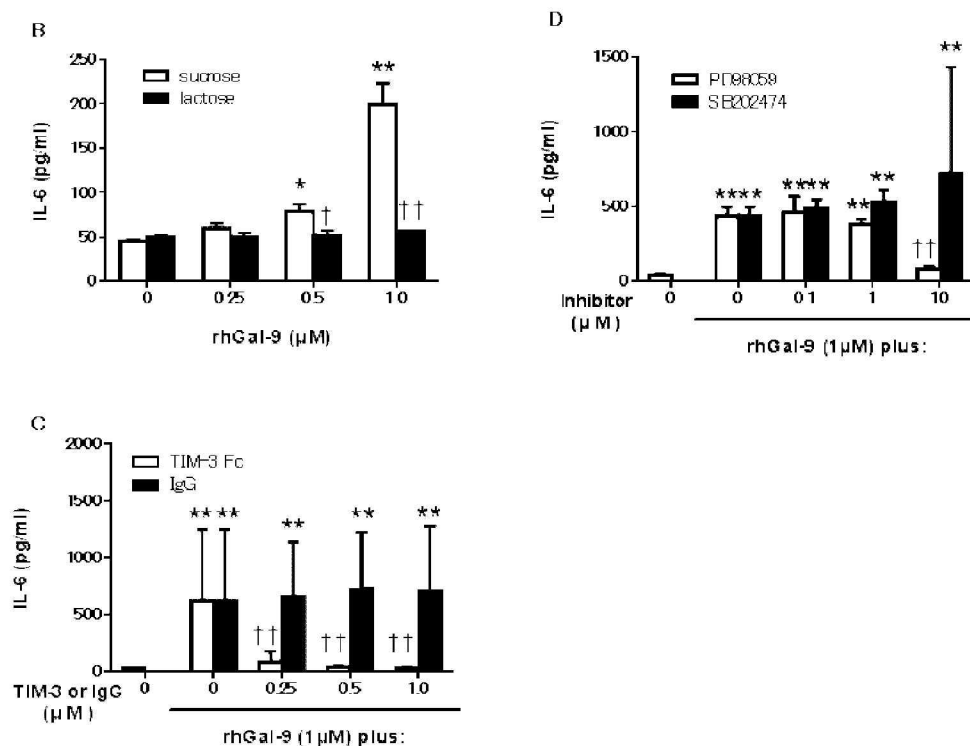 B
250
200
150
100
50
0
IL-6 (pg/ml)
sucrose
lactose
*
†
**
††
0 0.25 0.5 1.0
rhGal-9 (μM)
D
1500
1000
500
0
IL-6 (pg/ml)
PD98059
SB202474
**** **** ** ** †† **
Inhibitor
(μM)
0 0 0.1 1 10
rhGal-9 (1μM) plus:
C
2000
1500
1000
500
0
IL-6 (pg/ml)
TIM-3 Fc
IgG
** ** †† ** †† ** †† **
TIM-3 or IgG
(μM)
0 0 0.25 0.5 1.0
rhGal-9 (1μM) plus: